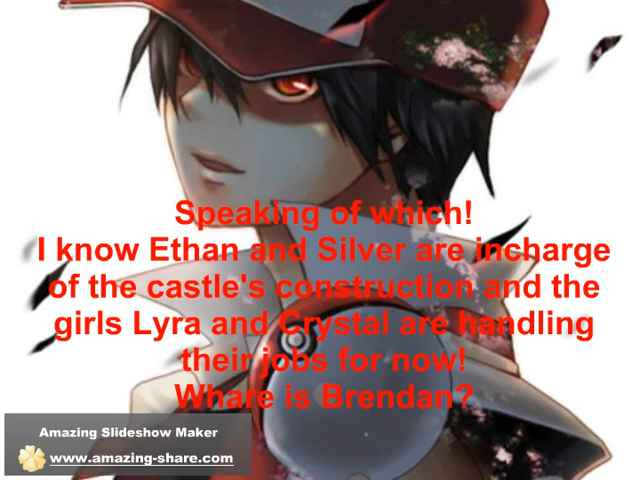 Speaking of which!
I know Ethan and Silver are incharge
of the castle's construction and the
girls Lyra and Crystal are handling
their jobs for now!
Whare is Brendan?
Amazing Slideshow Maker
www.amazing-share.com